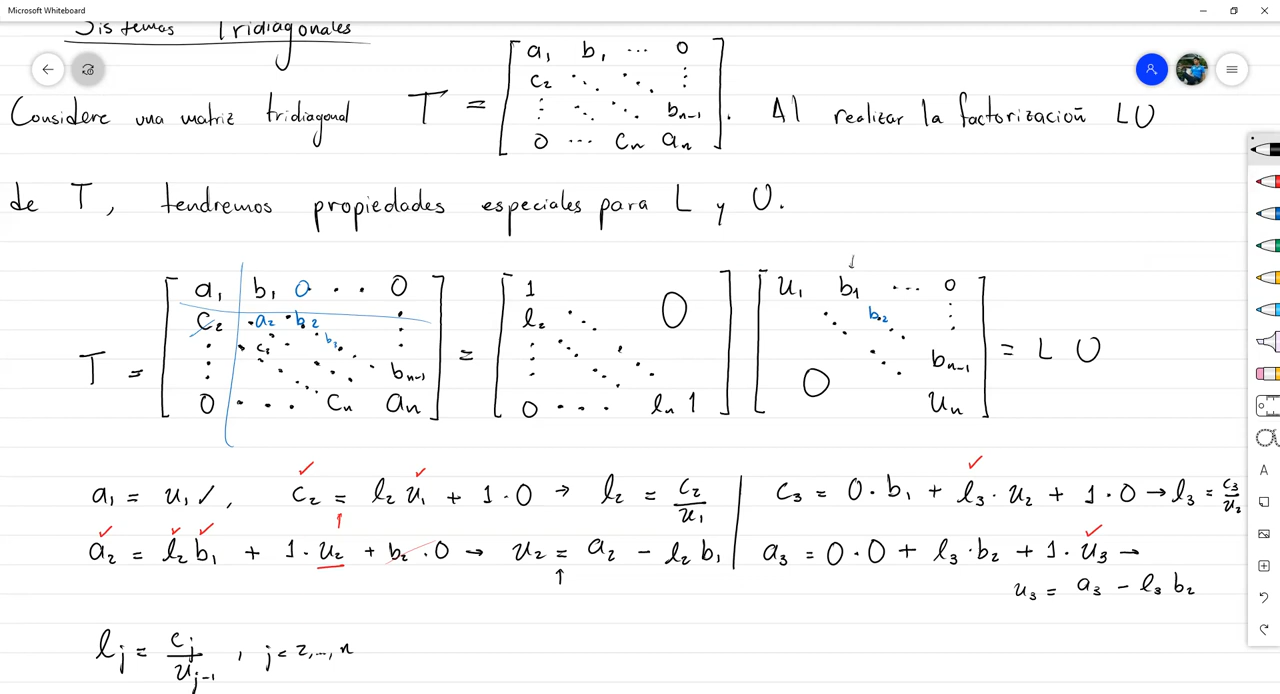 Microsoft Whiteboard
Sistemas Tridiagonales
Considere una matriz tridiagonal T = [ a₁ b₁ ... 0 ; c₂ ⋱ ⋱ ⋮ ; ⋮ ⋱ ⋱ bₙ₋₁ ; 0 ... cₙ aₙ ]. Al realizar la factorización LU
de T, tendremos propiedades especiales para L y U.
T = [ a₁ b₁ 0 . . 0 ; c₂ a₂ b₂ ⋮ ; ⋮ c₃ ⋱ b₃ ⋱ bₙ₋₁ ; 0 . . . cₙ aₙ ] = [ 1 0 ; l₂ ⋱ ; ⋮ ⋱ ⋱ ; 0 ... lₙ 1 ] [ u₁ b₁ ... 0 ; ⋱ b₂ ⋱ ⋮ ; ⋱ bₙ₋₁ ; 0 uₙ ] = L U
a₁ = u₁ ✓, c₂ = l₂ u₁ + 1·0 → l₂ = c₂/u₁ | c₃ = 0·b₁ + l₃·u₂ + 1·0 → l₃ = c₃/u₂
a₂ = l₂ b₁ + 1·u₂ + b₂·0 → u₂ = a₂ - l₂ b₁ | a₃ = 0·0 + l₃·b₂ + 1·u₃ →
u₃ = a₃ - l₃ b₂
lⱼ = cⱼ/uⱼ₋₁ , j = 2,...,n
A